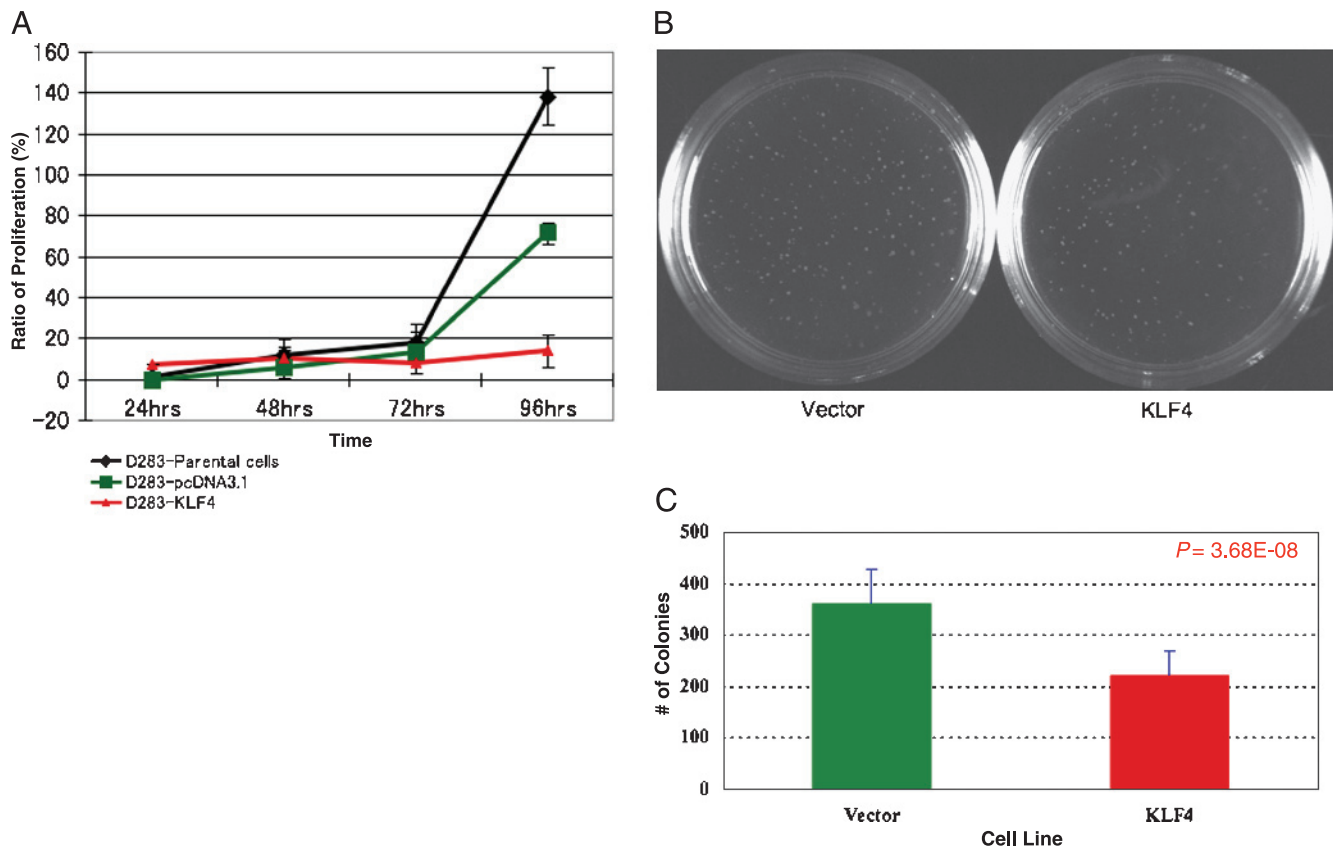 A
160
140
120
100
80
60
40
20
0
-20
Ratio of Proliferation (%)
24hrs 48hrs 72hrs 96hrs
Time
D283-Parental cells
D283-pcDNA3.1
D283-KLF4
B
Vector KLF4
C
500
400
300
200
100
0
# of Colonies
P= 3.68E-08
Vector KLF4
Cell Line